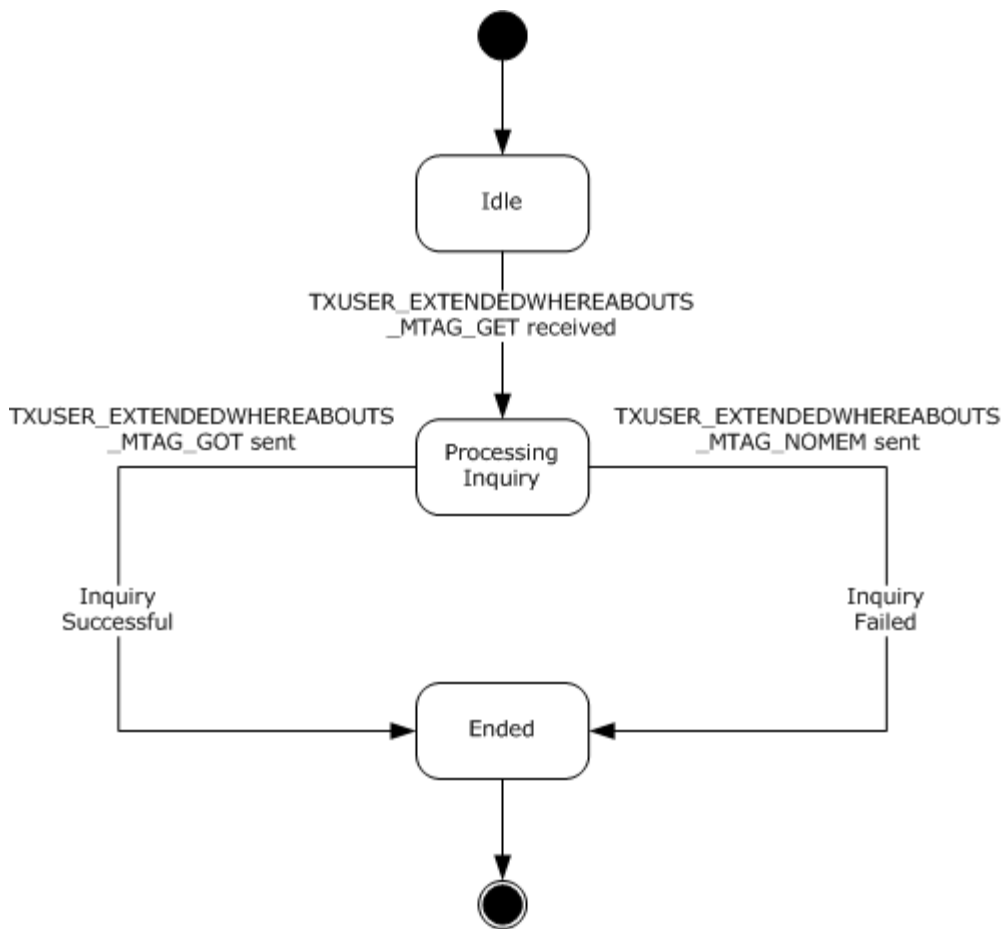 Idle
TXUSER_EXTENDEDWHEREABOUTS
_MTAG_GET received
TXUSER_EXTENDEDWHEREABOUTS
_MTAG_GOT sent
TXUSER_EXTENDEDWHEREABOUTS
_MTAG_NOMEM sent
Processing
Inquiry
Inquiry
Successful
Inquiry
Failed
Ended